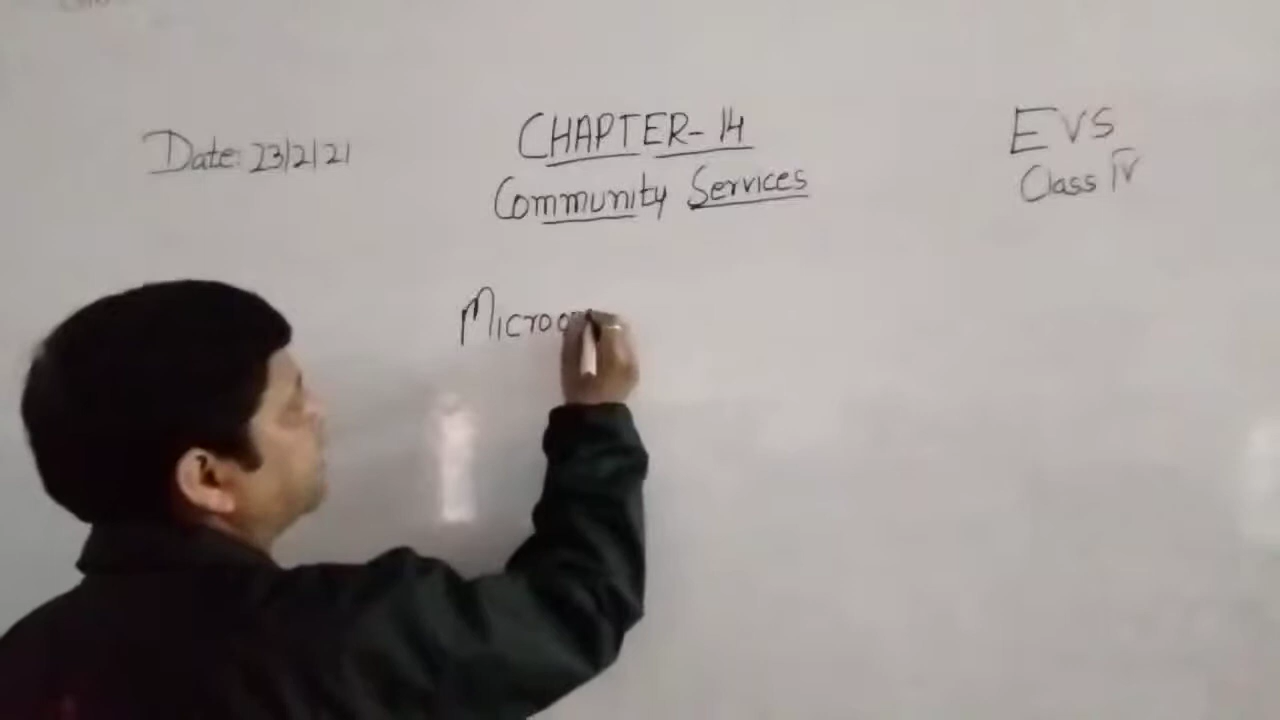 Date: 23/2/21
CHAPTER-14
Community Services
EVS
Class IV